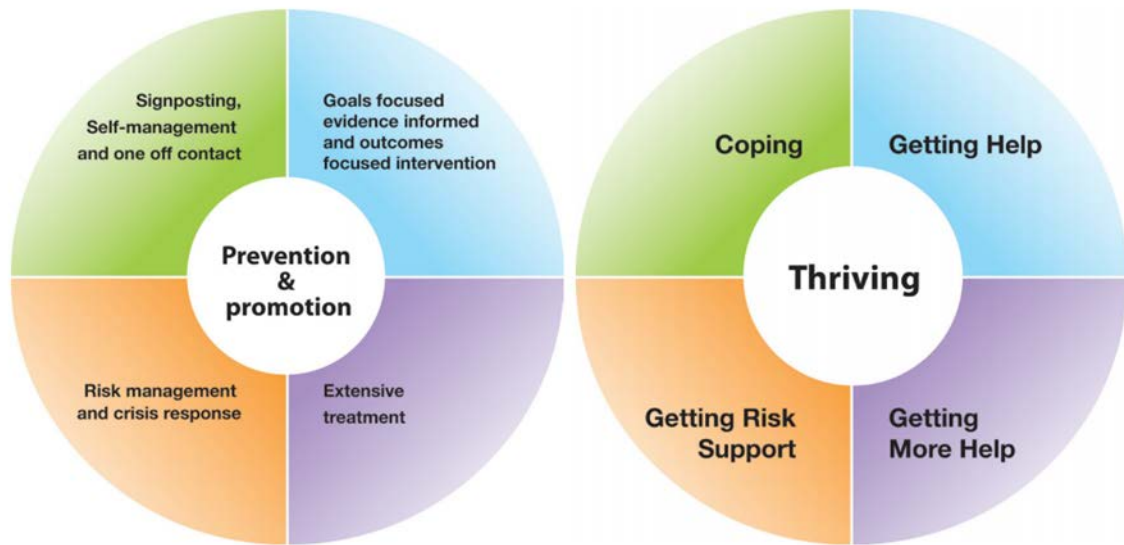 Signposting,
Self-management
and one off contact
Goals focused
evidence informed
and outcomes
focused intervention
Prevention
&
promotion
Risk management
and crisis response
Extensive
treatment
Coping
Getting Help
Thriving
Getting Risk
Support
Getting
More Help